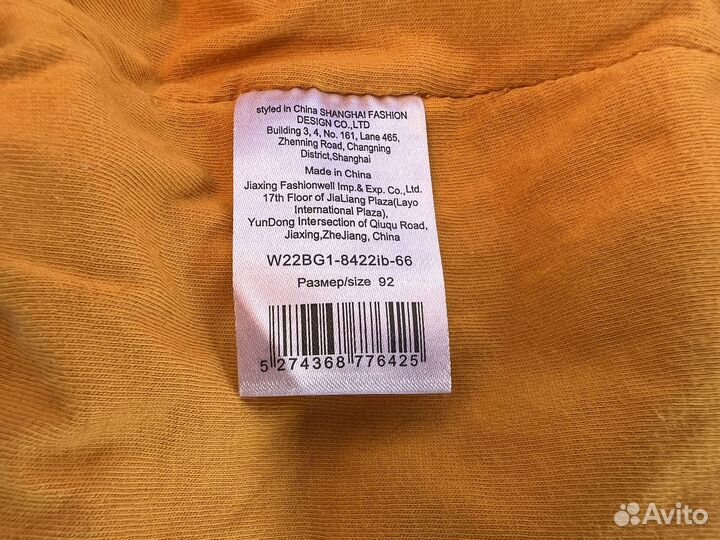 styled in China SHANGHAI FASHION
DESIGN CO.,LTD
Building 3, 4, No. 161, Lane 465,
Zhenning Road, Changning
District,Shanghai
Made in China
Jiaxing Fashionwell Imp.& Exp. Co.,Ltd.
17th Floor of JiaLiang Plaza(Layo
International Plaza),
YunDong Intersection of Qiuqu Road,
Jiaxing,ZheJiang, China
W22BG1-8422ib-66
Размер/size 92
5 274368 776425
Avito